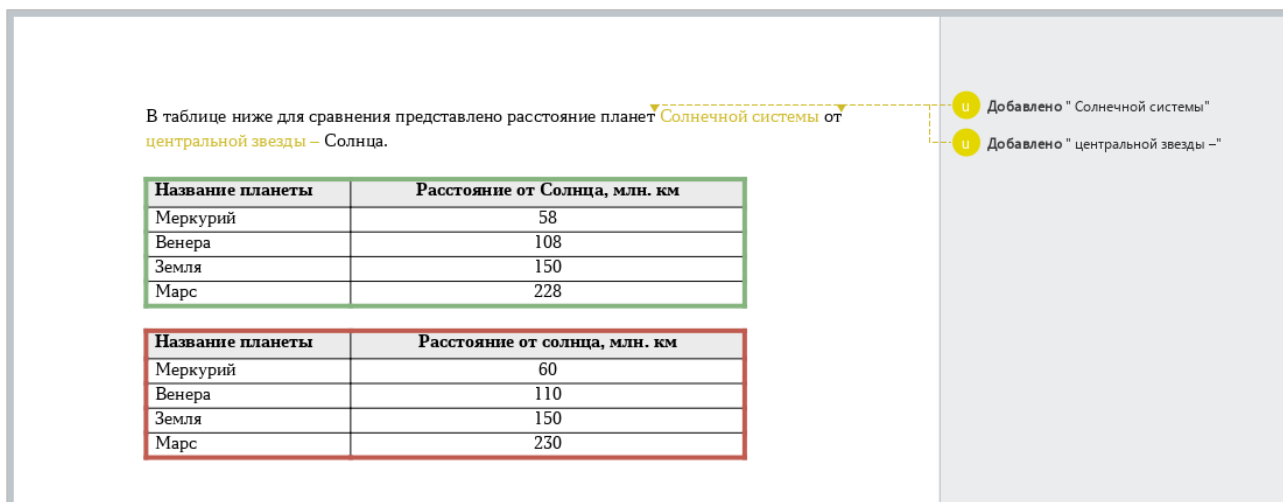 В таблице ниже для сравнения представлено расстояние планет Солнечной системы от
центральной звезды – Солнца.
Название планеты Расстояние от Солнца, млн. км
Меркурий 58
Венера 108
Земля 150
Марс 228
Название планеты Расстояние от солнца, млн. км
Меркурий 60
Венера 110
Земля 150
Марс 230
u Добавлено " Солнечной системы"
u Добавлено " центральной звезды –"